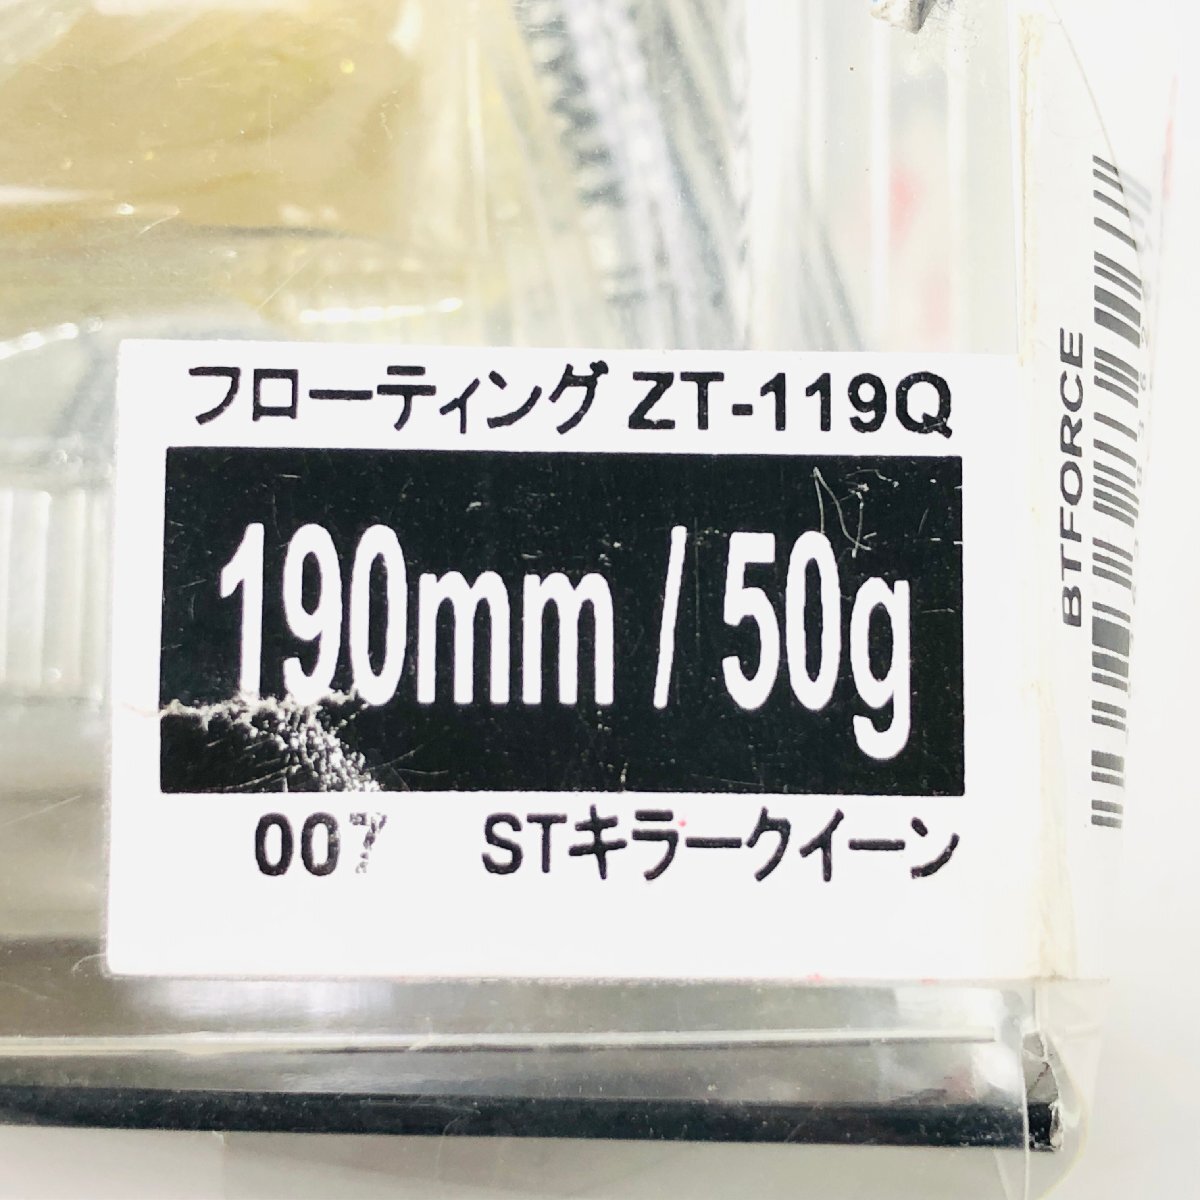 フローティング ZT-119Q
190mm / 50g
007 STキラークイーン
BTFORCE